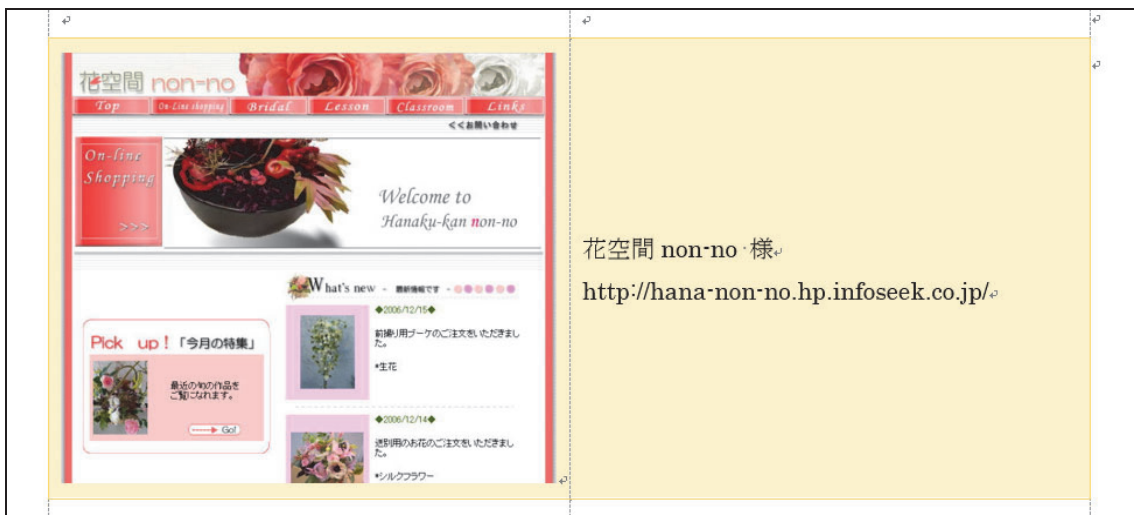 花空間 non-no
Top On-Line shopping Bridal Lesson Classroom Links
<<お問い合わせ
On-line
Shopping
>>>
Welcome to
Hanaku-kan non-no
What's new - 最新情報です -
◆2006/12/15◆
前撮り用ブーケのご注文をいただきまし
た。
*生花
Pick up!「今月の特集」
最近の旬の作品を
ご覧になれます。
Go!
◆2006/12/14◆
送別用のお花のご注文をいただきまし
た。
*シルクフラワー
花空間 non-no 様
http://hana-non-no.hp.infoseek.co.jp/